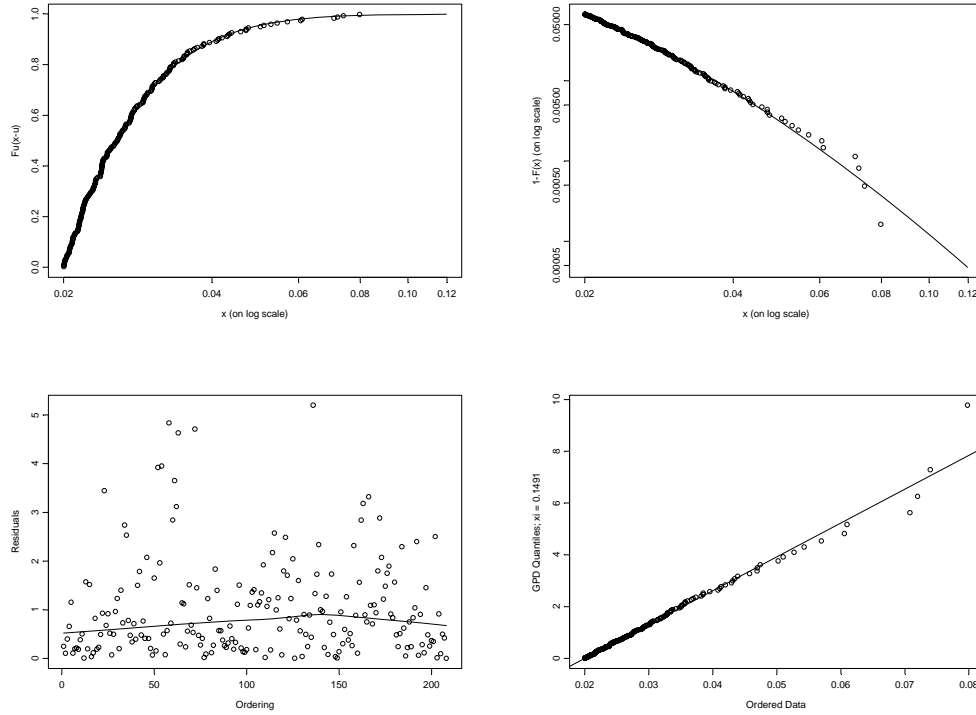 Fu(x-u)
0.0 0.2 0.4 0.6 0.8 1.0
0.02 0.04 0.06 0.08 0.10 0.12
x (on log scale)
1-F(x) (on log scale)
0.00005 0.00050 0.00500 0.05000
0.02 0.04 0.06 0.08 0.10 0.12
x (on log scale)
Residuals
0 1 2 3 4 5
0 50 100 150 200
Ordering
GPD Quantiles; xi = 0.1491
0 2 4 6 8 10
0.02 0.03 0.04 0.05 0.06 0.07 0.08
Ordered Data